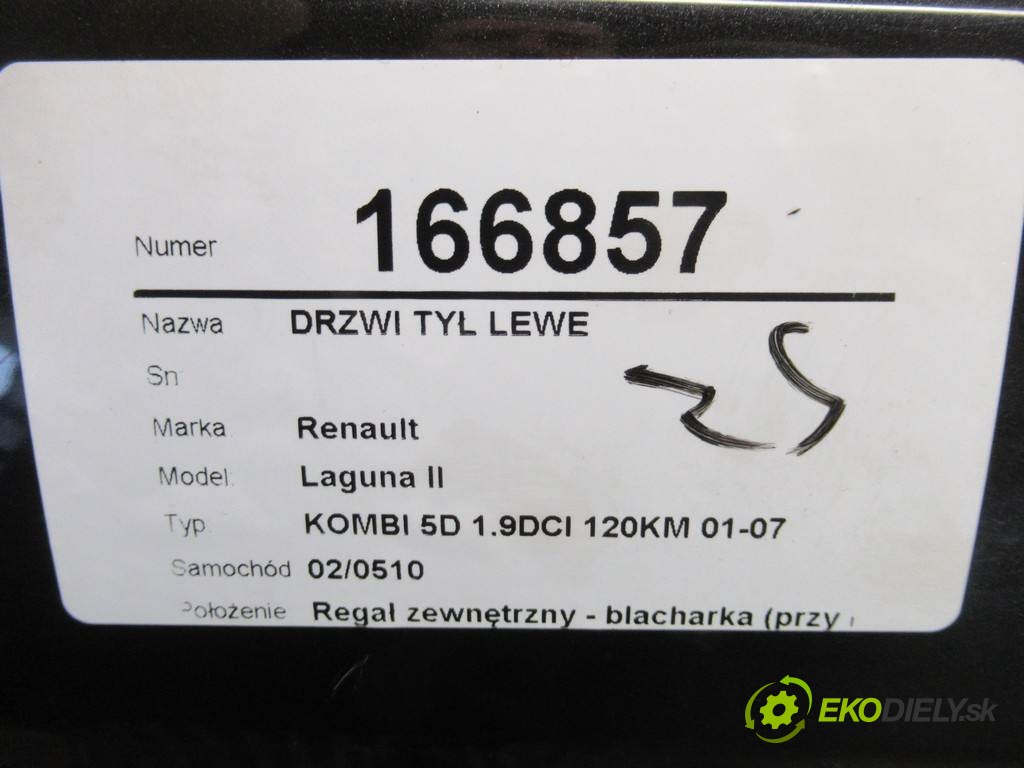 Numer 166857
Nazwa DRZWI TYŁ LEWE
Sn
Marka Renault
Model Laguna II
Typ KOMBI 5D 1.9DCI 120KM 01-07
Samochód 02/0510
Położenie Regał zewnętrzny - blacharka (przy
EKODIELY.sk